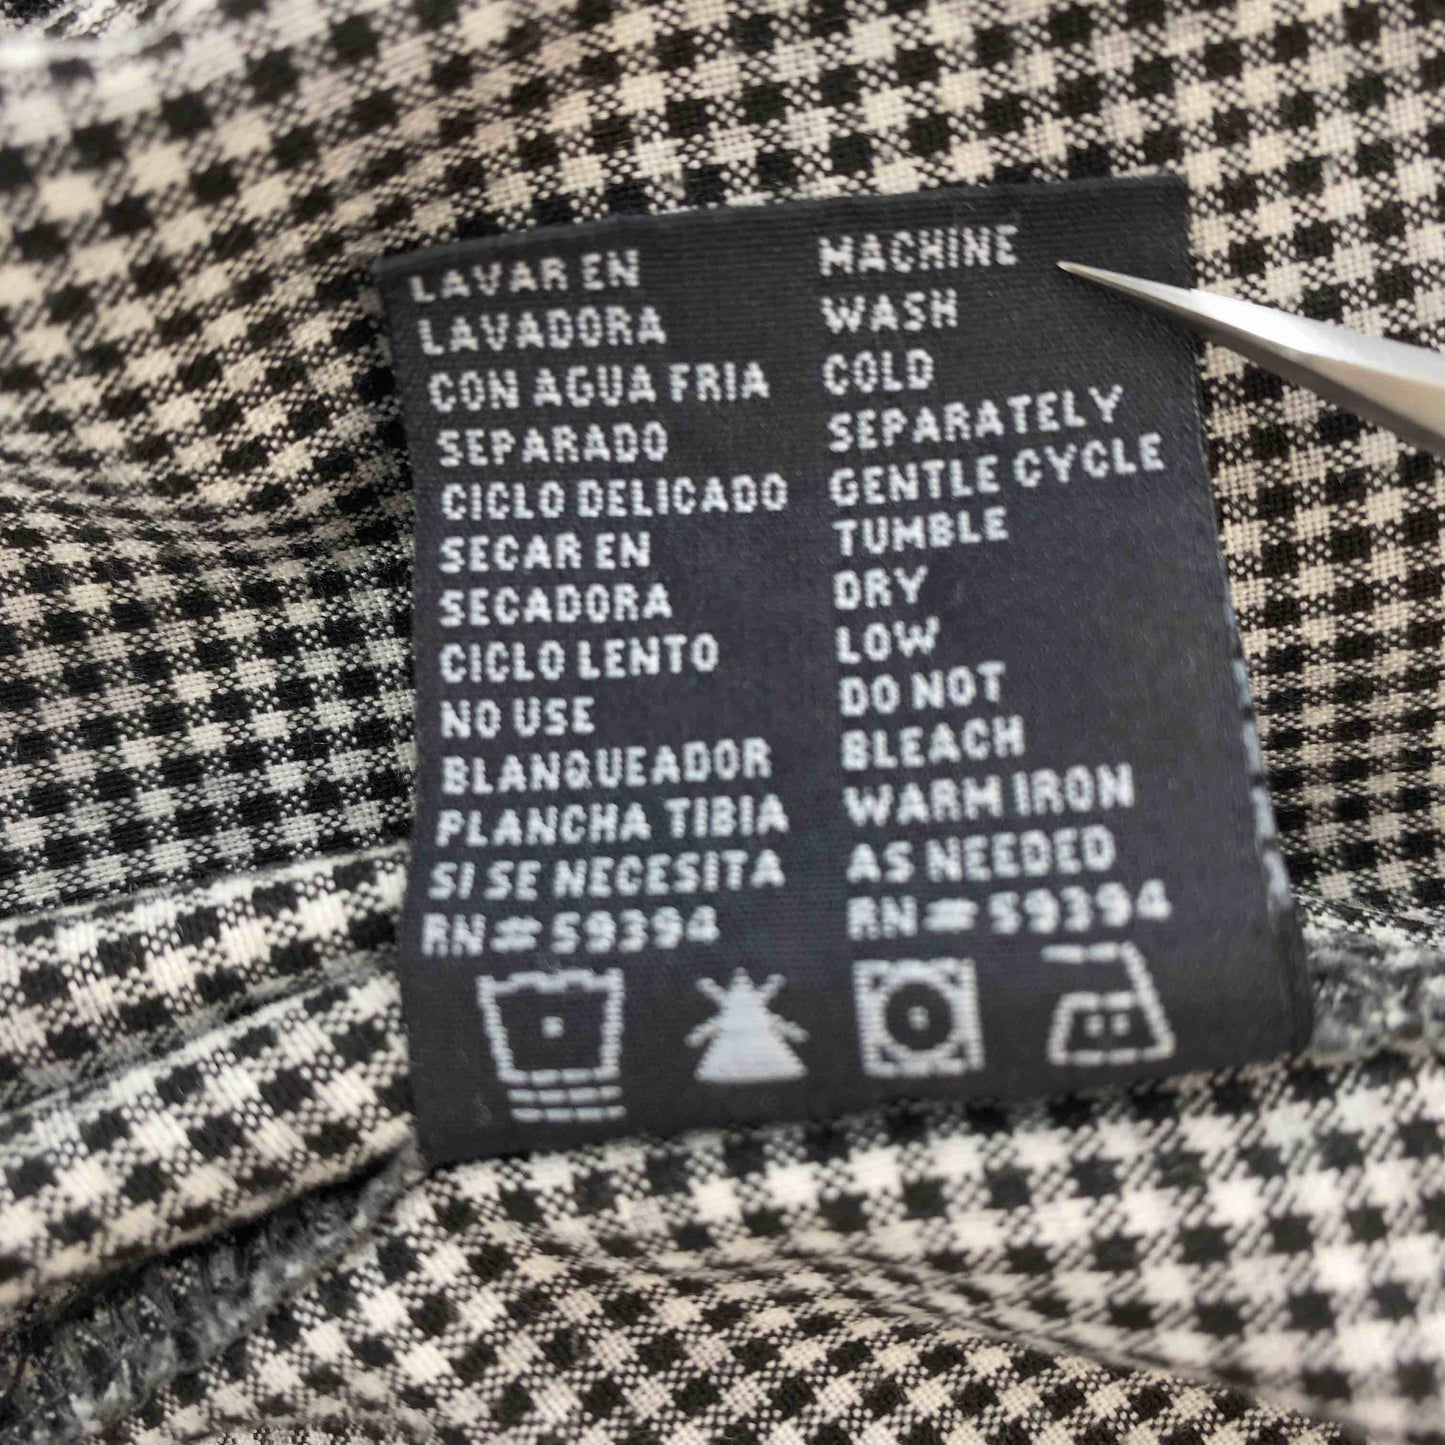 LAVAR EN
LAVADORA
CON AGUA FRIA
SEPARADO
CICLO DELICADO
SECAR EN
SECADORA
CICLO LENTO
NO USE
BLANQUEADOR
PLANCHA TIBIA
SI SE NECESITA
RN#59394
MACHINE
WASH
COLD
SEPARATELY
GENTLE CYCLE
TUMBLE
DRY
LOW
DO NOT
BLEACH
WARM IRON
AS NEEDED
RN#59394